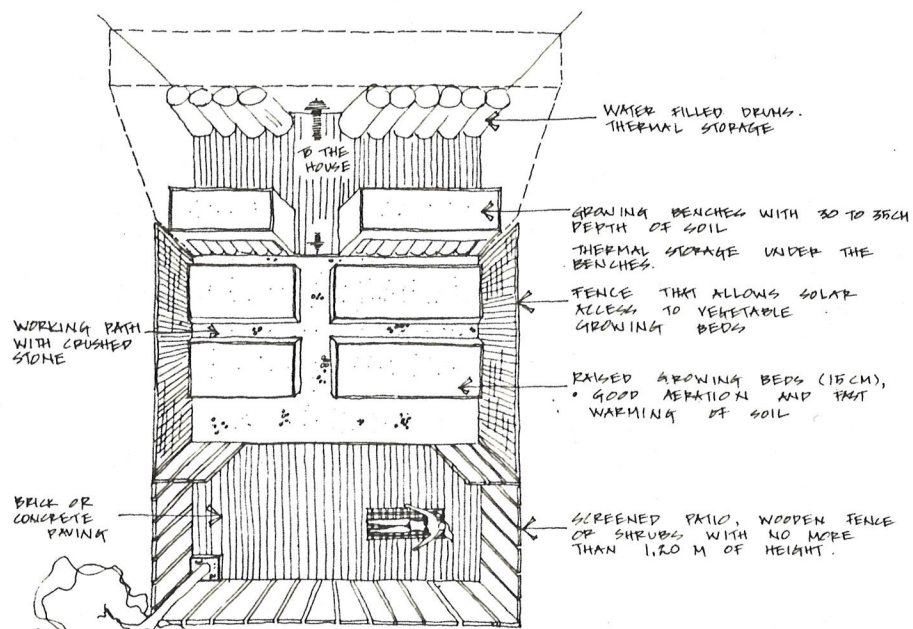 WATER FILLED DRUMS.
THERMAL STORAGE
TO THE
HOUSE
GROWING BENCHES WITH 30 TO 35CM
DEPTH OF SOIL
THERMAL STORAGE UNDER THE
BENCHES.
FENCE THAT ALLOWS SOLAR
ACCESS TO VEGETABLE
GROWING BEDS
WORKING PATH
WITH CRUSHED
STONE
RAISED GROWING BEDS (15CM),
• GOOD AERATION AND FAST
WARMING OF SOIL
BRICK OR
CONCRETE
PAVING
SCREENED PATIO, WOODEN FENCE
OR SHRUBS WITH NO MORE
THAN 1,20 M OF HEIGHT.